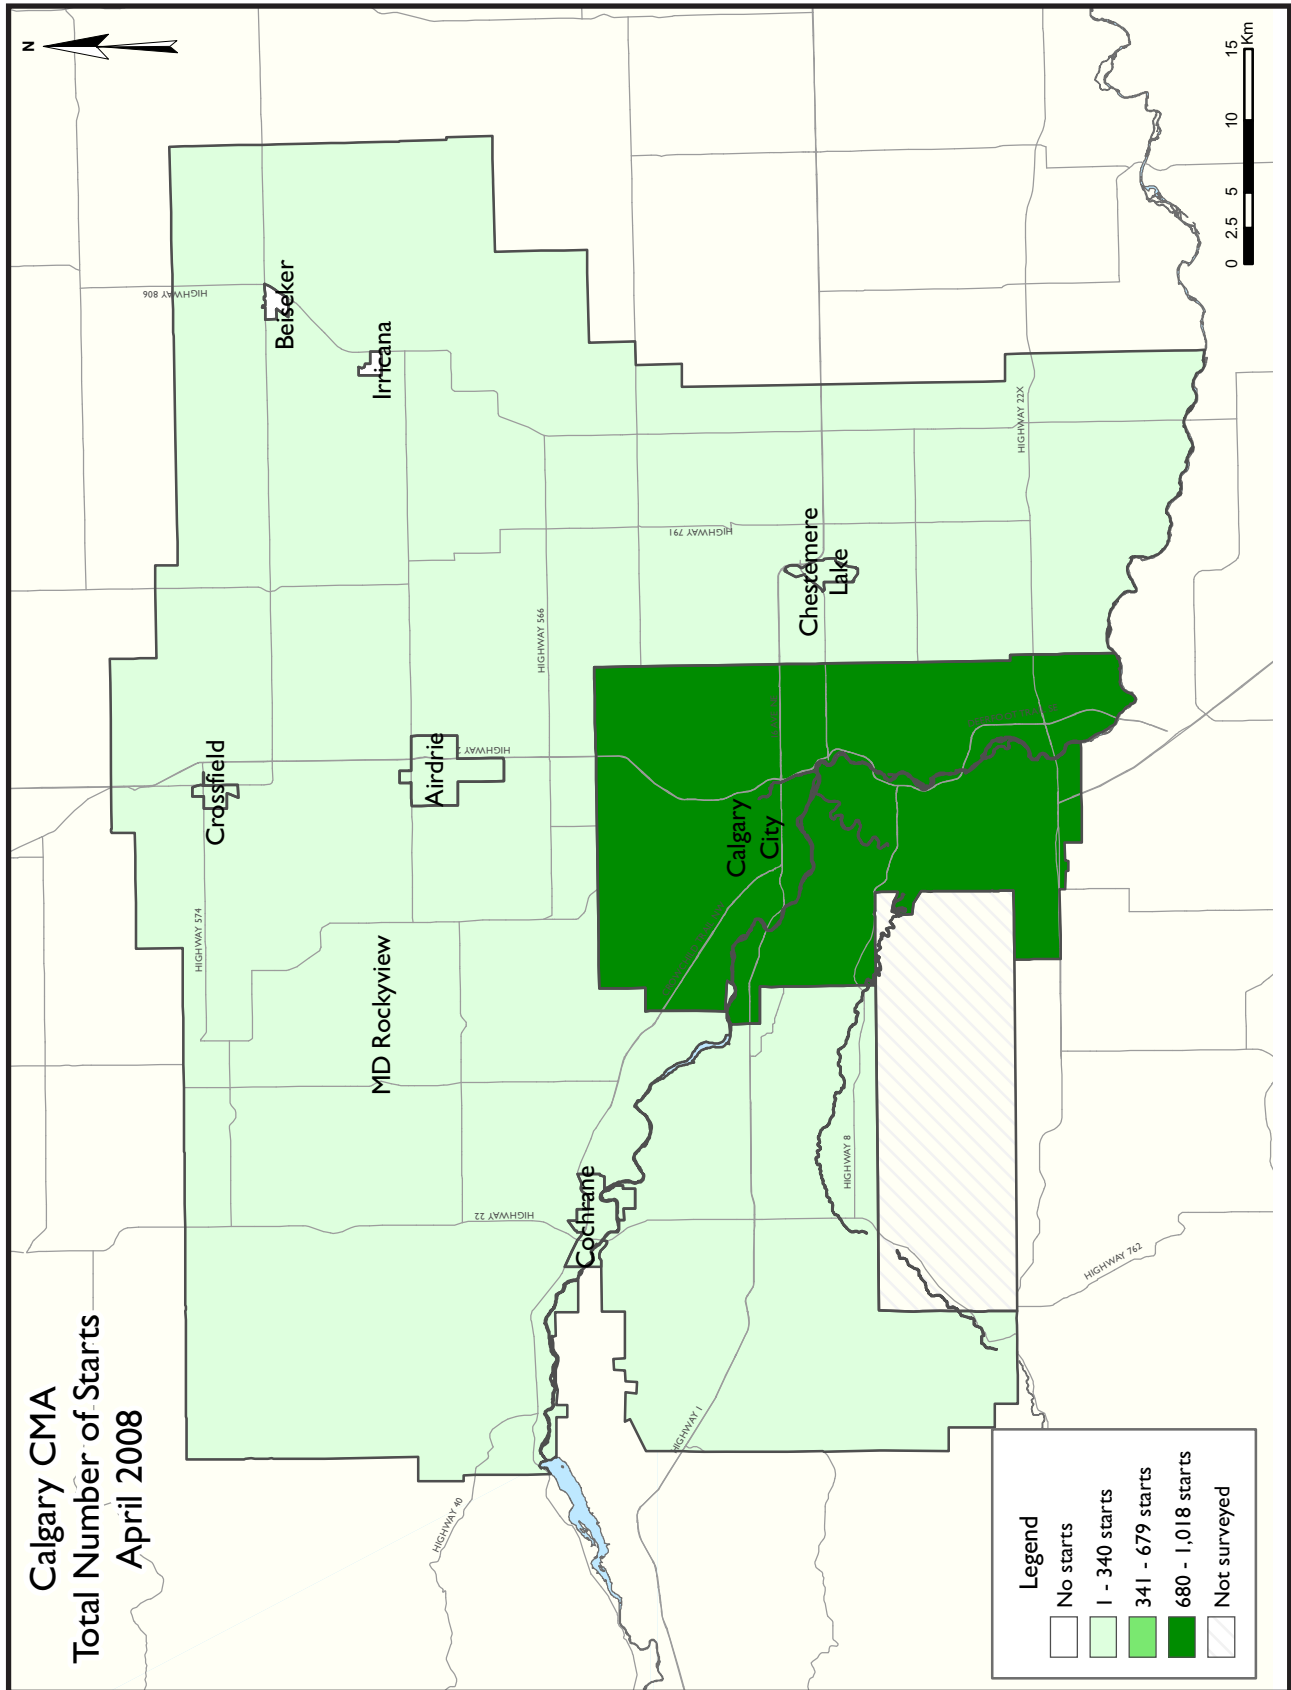 Calgary CMA
Total Number of Starts
April 2008
N
HIGHWAY 806
Beiseker
Irricana
Crossfield
HIGHWAY 574
Airdrie
HIGHWAY 2
HIGHWAY 566
MD Rockyview
HIGHWAY 791
HIGHWAY 22X
Chestemere
Lake
Calgary
City
Cochrane
HIGHWAY 22
HIGHWAY 8
HIGHWAY 1
HIGHWAY 40
HIGHWAY 762
Legend
No starts
1 - 340 starts
341 - 679 starts
680 - 1,018 starts
Not surveyed
0 2.5 5 10 15
Km